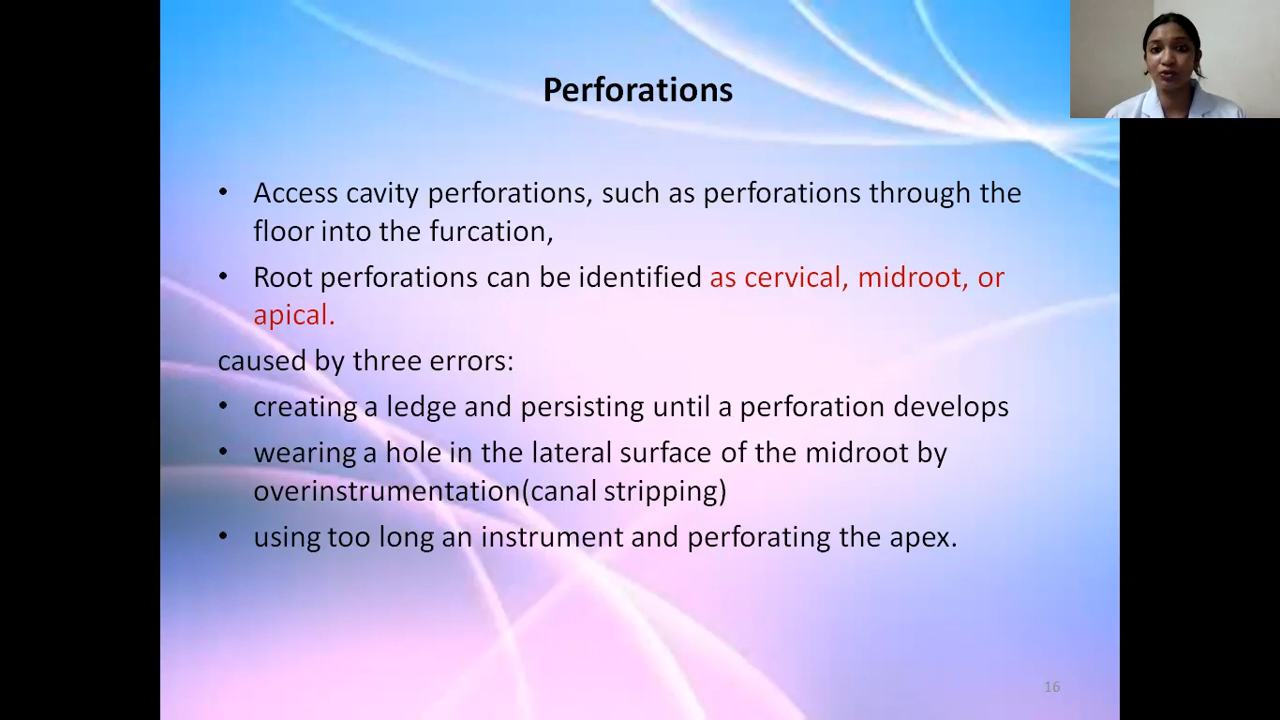 Perforations
• Access cavity perforations, such as perforations through the
floor into the furcation,
• Root perforations can be identified as cervical, midroot, or
apical.
caused by three errors:
• creating a ledge and persisting until a perforation develops
• wearing a hole in the lateral surface of the midroot by
overinstrumentation(canal stripping)
• using too long an instrument and perforating the apex.
16